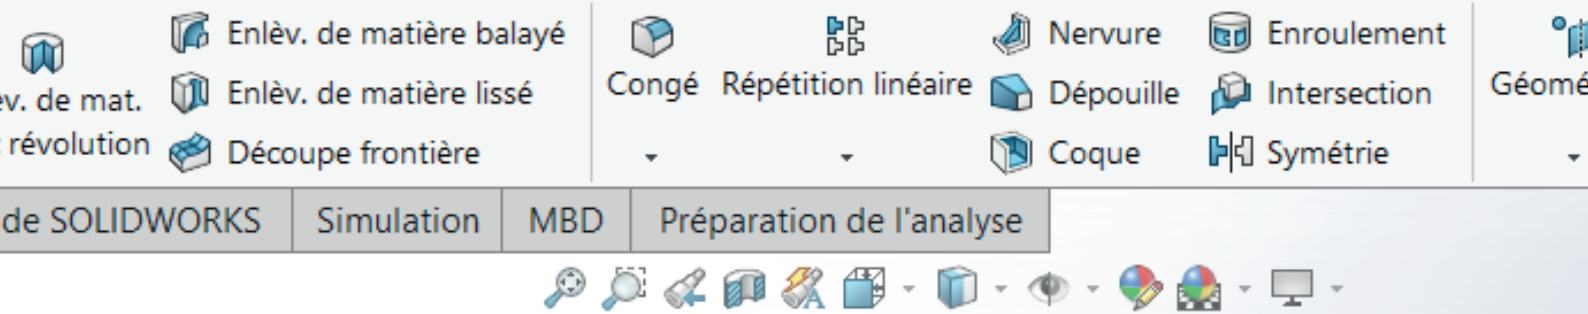 Enlèv. de matière balayé
Enlèv. de matière lissé
Découpe frontière
v. de mat.
révolution
Congé
Répétition linéaire
Nervure
Dépouille
Coque
Enroulement
Intersection
Symétrie
Géomé
de SOLIDWORKS
Simulation
MBD
Préparation de l'analyse